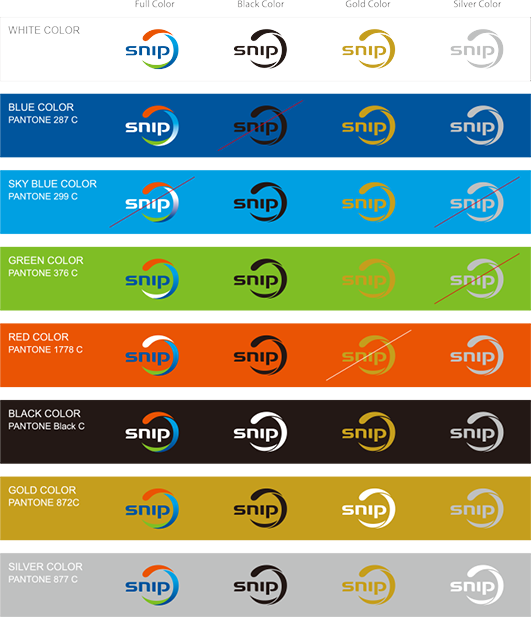 Full Color Black Color Gold Color Silver Color
WHITE COLOR
snip snip snip snip
BLUE COLOR
PANTONE 287 C
snip snip snip snip
SKY BLUE COLOR
PANTONE 299 C
snip snip snip snip
GREEN COLOR
PANTONE 376 C
snip snip snip snip
RED COLOR
PANTONE 1778 C
snip snip snip snip
BLACK COLOR
PANTONE Black C
snip snip snip snip
GOLD COLOR
PANTONE 872C
snip snip snip snip
SILVER COLOR
PANTONE 877 C
snip snip snip snip